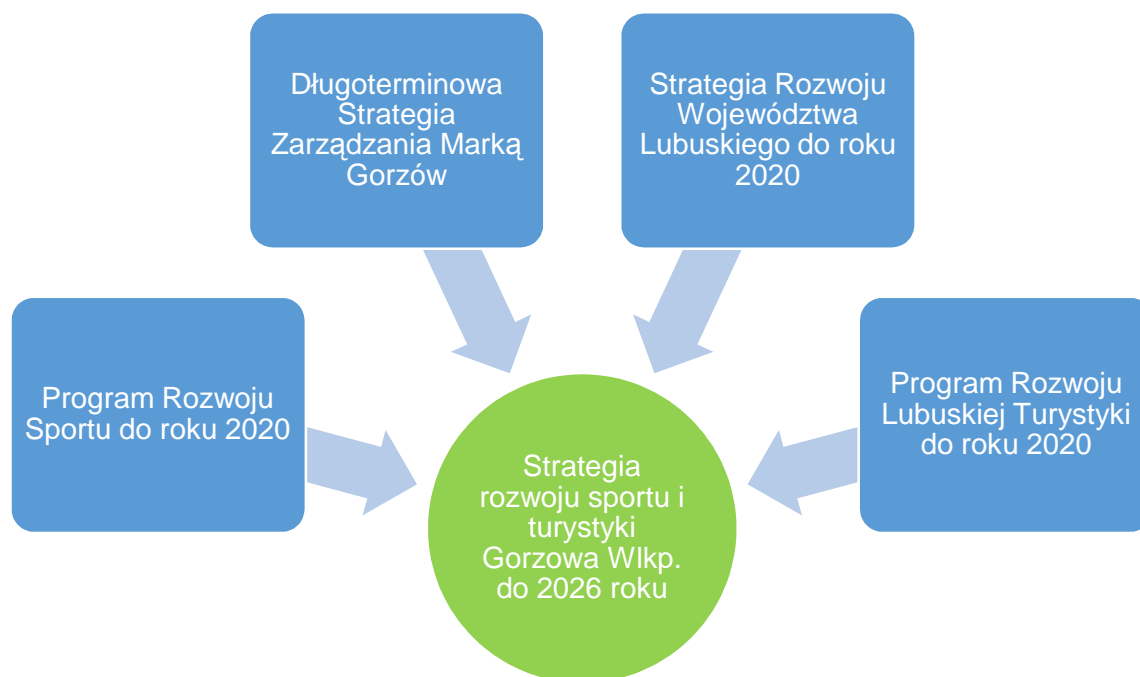 Długoterminowa
Strategia
Zarządzania Marką
Gorzów
Strategia Rozwoju
Województwa
Lubuskiego do roku
2020
Program Rozwoju
Sportu do roku 2020
Program Rozwoju
Lubuskiej Turystyki
do roku 2020
Strategia
rozwoju sportu i
turystyki
Gorzowa Wlkp.
do 2026 roku